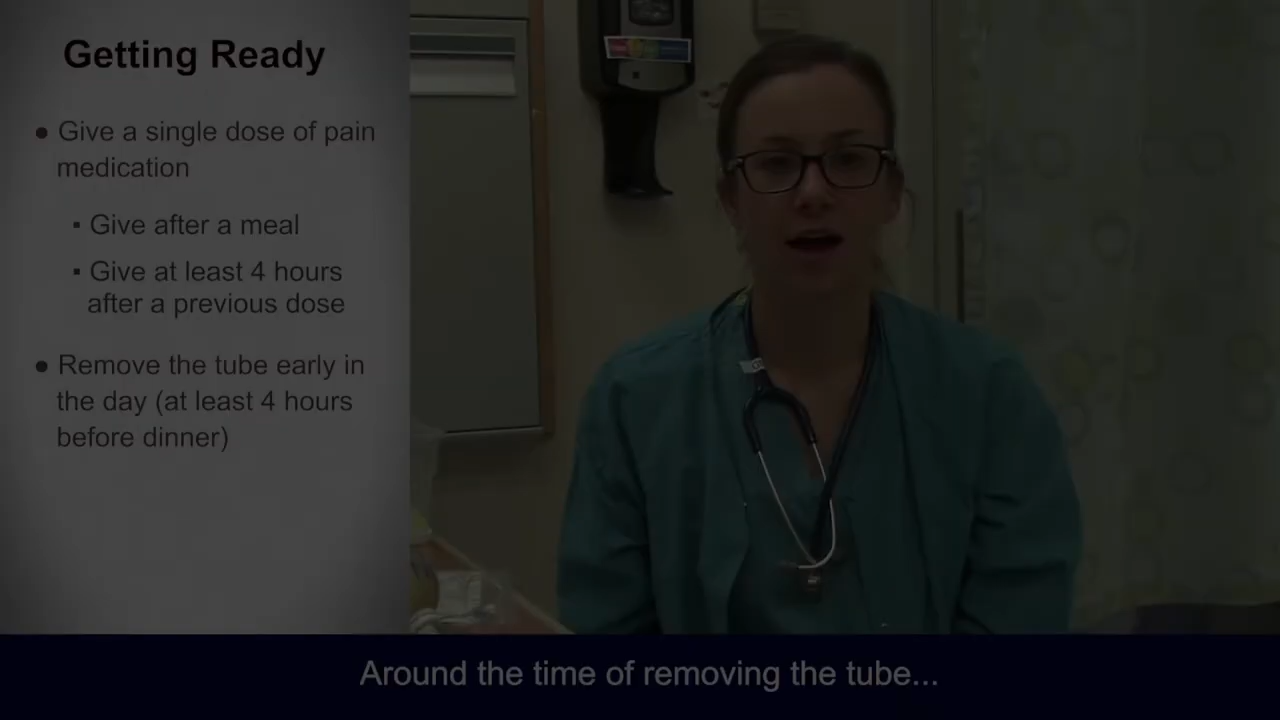 Getting Ready
● Give a single dose of pain
medication
▪ Give after a meal
▪ Give at least 4 hours
after a previous dose
● Remove the tube early in
the day (at least 4 hours
before dinner)
Around the time of removing the tube...